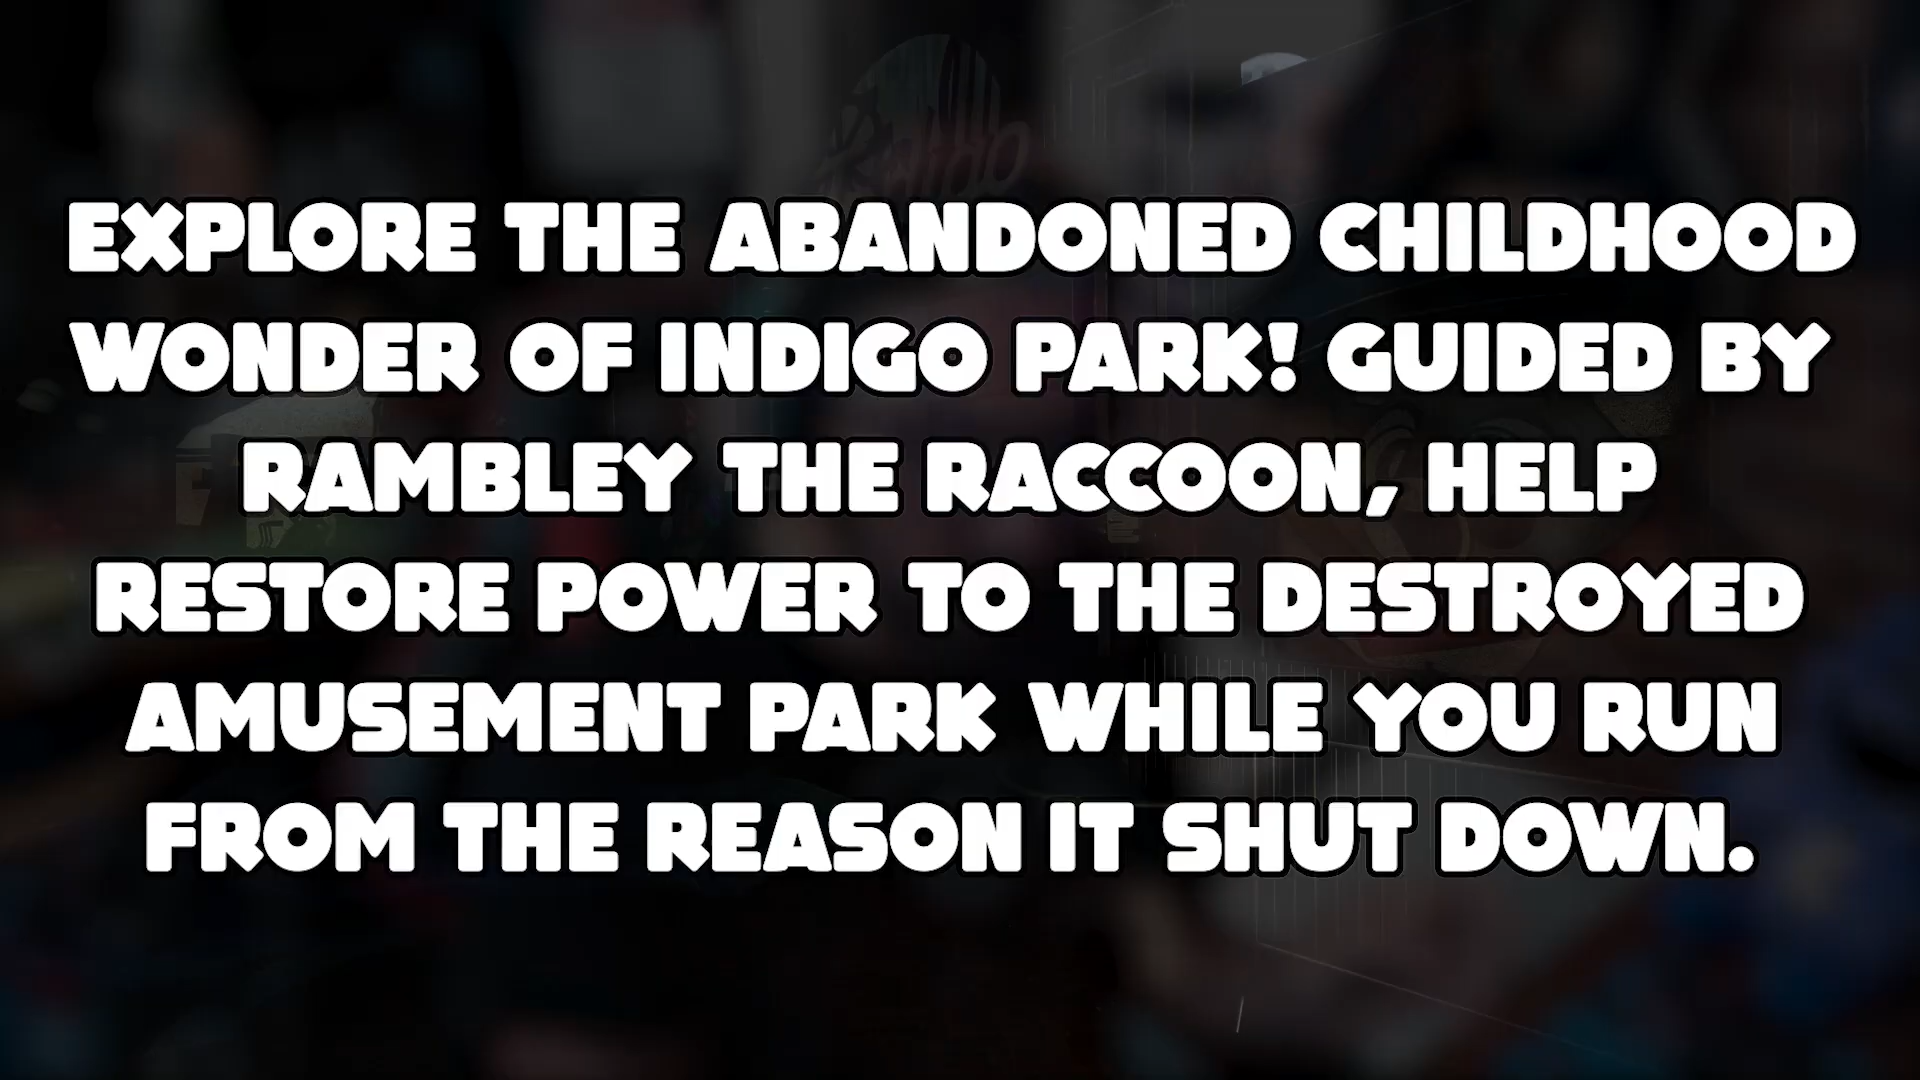 EXPLORE THE ABANDONED CHILDHOOD
WONDER OF INDIGO PARK! GUIDED BY
RAMBLEY THE RACCOON, HELP
RESTORE POWER TO THE DESTROYED
AMUSEMENT PARK WHILE YOU RUN
FROM THE REASON IT SHUT DOWN.